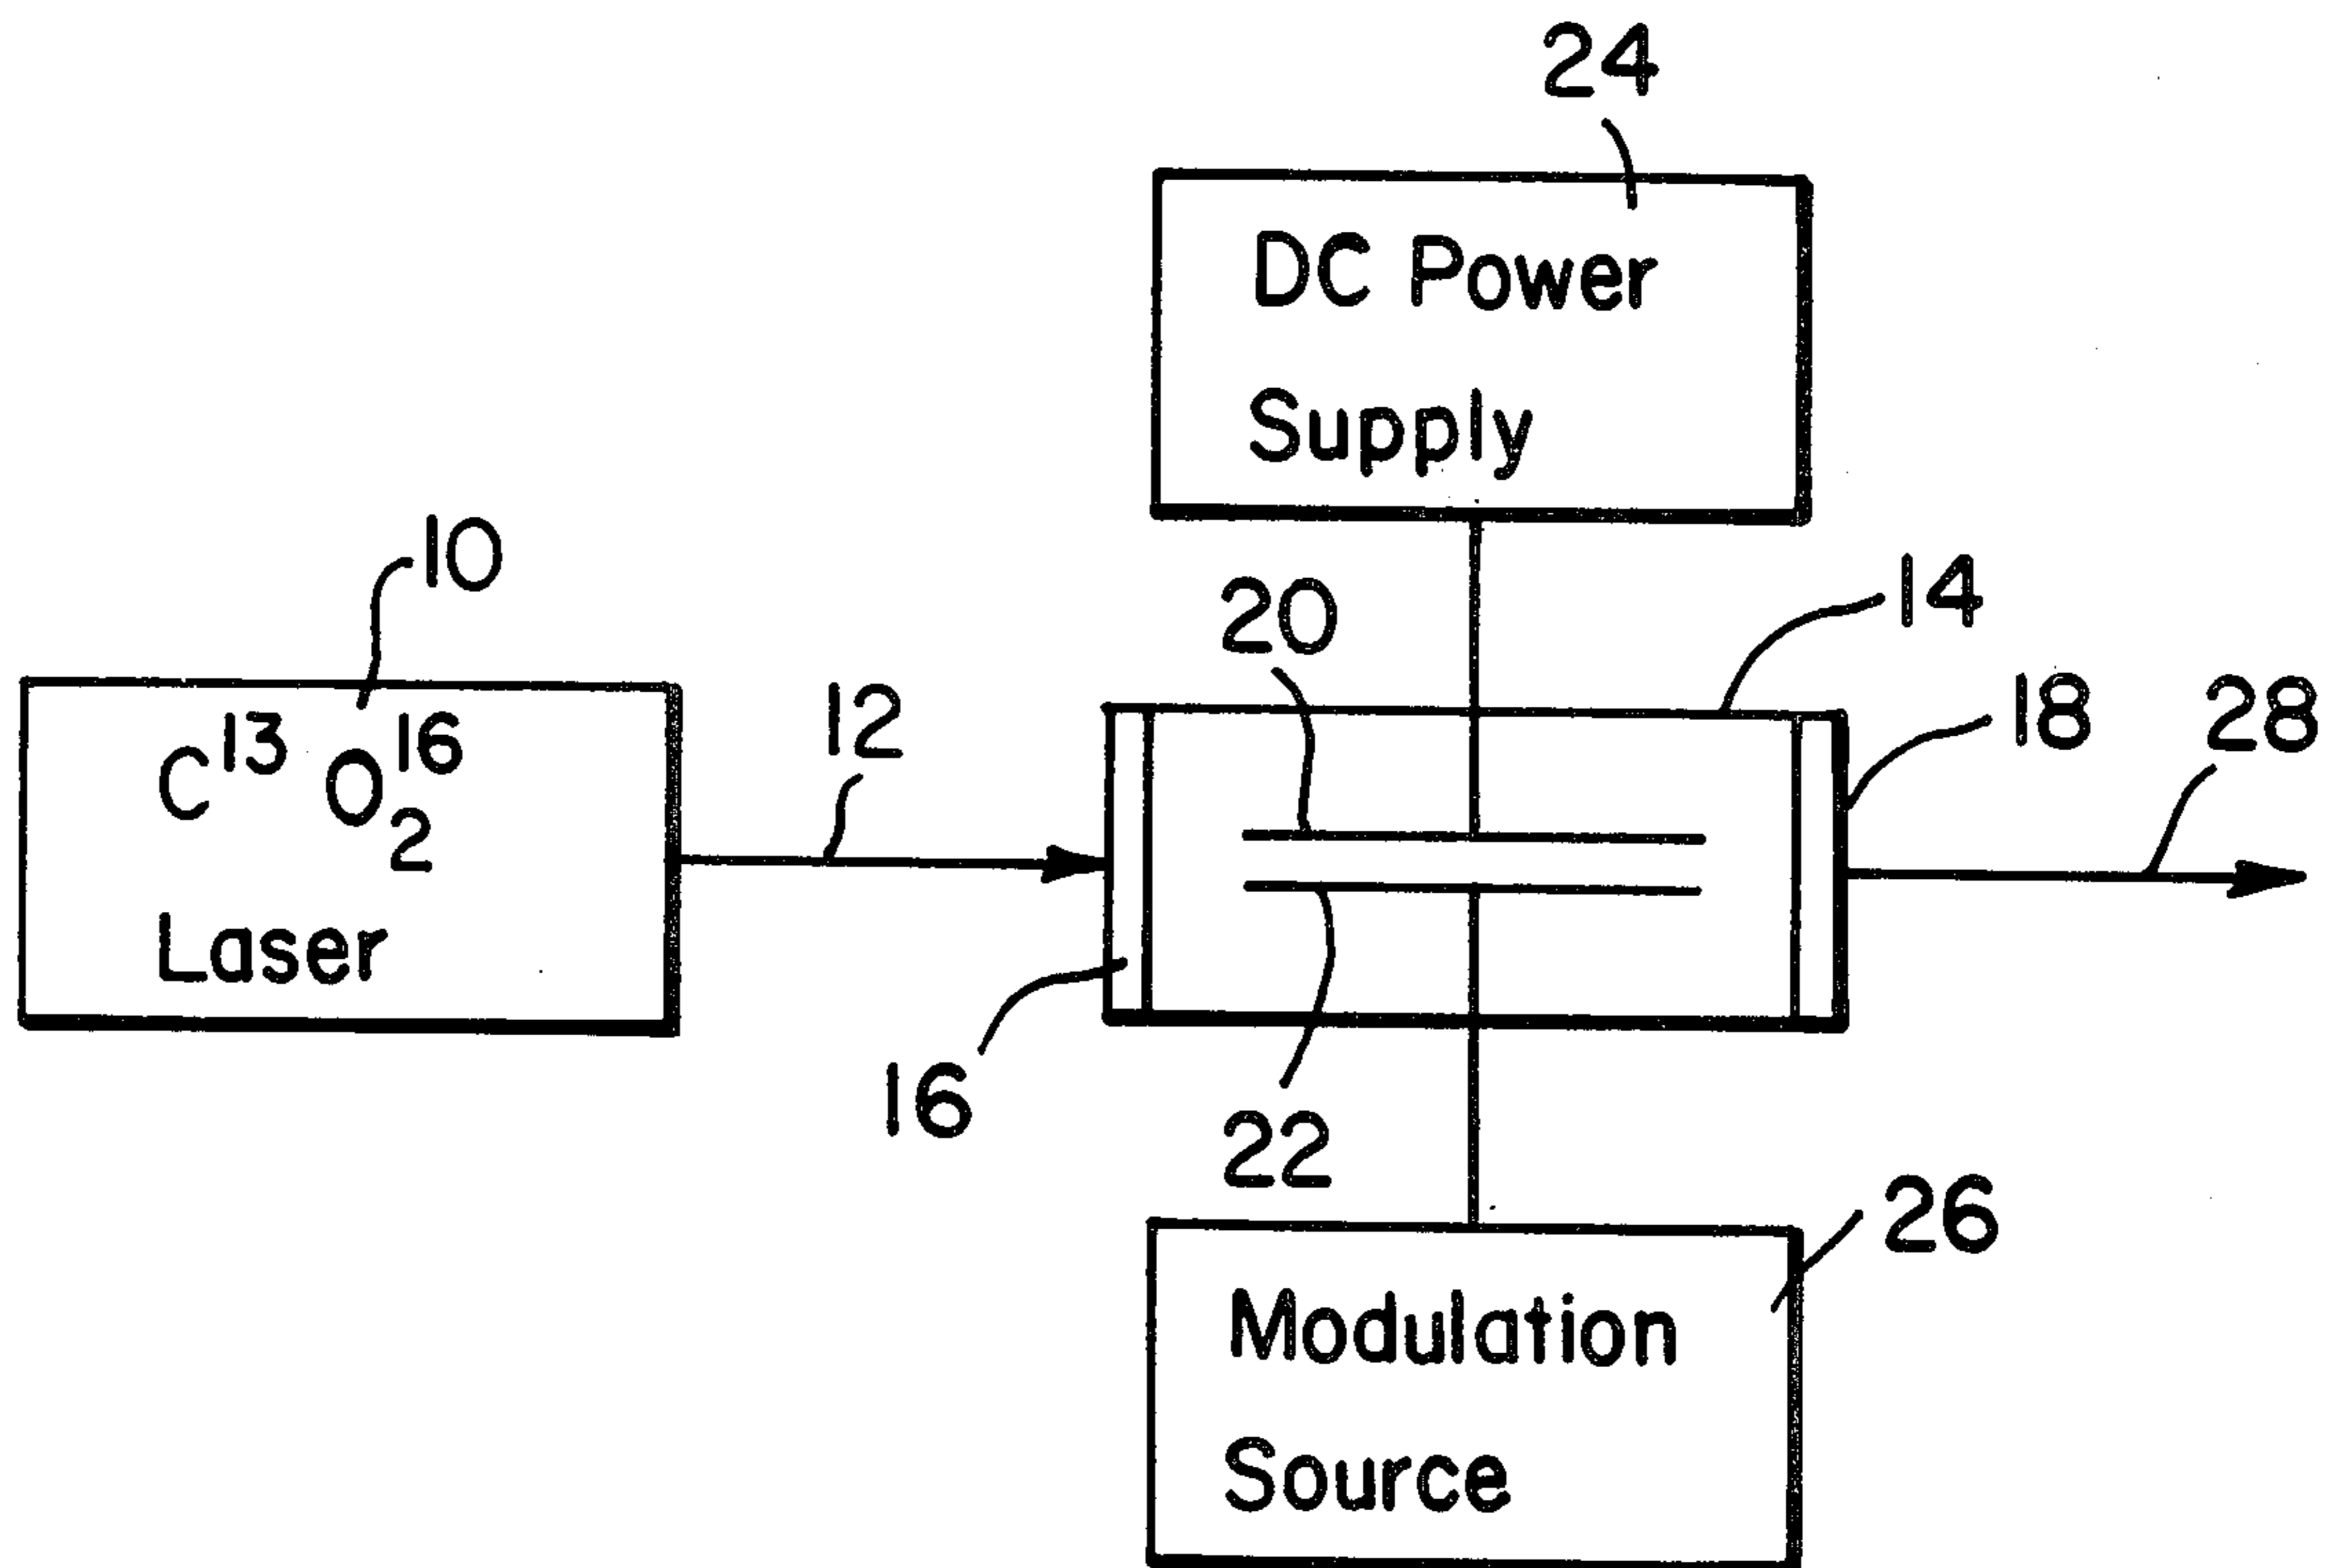 24
DC Power
Supply
10
20
14
C¹³ O₂¹⁶
Laser
12
18
28
16
22
26
Modulation
Source